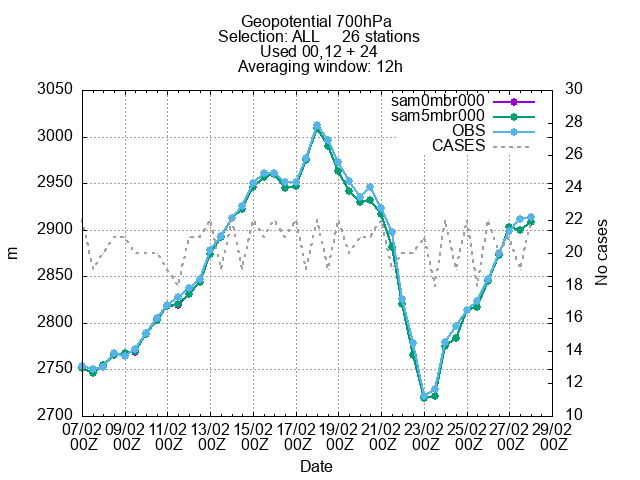 Geopotential 700hPa
Selection: ALL 26 stations
Used 00,12 + 24
Averaging window: 12h
3050
3000
2950
2900
2850
2800
2750
2700
m
30
28
26
24
22
20
18
16
14
12
10
No cases
sam0mbr000
sam5mbr000
OBS
CASES
07/02 09/02 11/02 13/02 15/02 17/02 19/02 21/02 23/02 25/02 27/02 29/02
00Z 00Z 00Z 00Z 00Z 00Z 00Z 00Z 00Z 00Z 00Z 00Z
Date